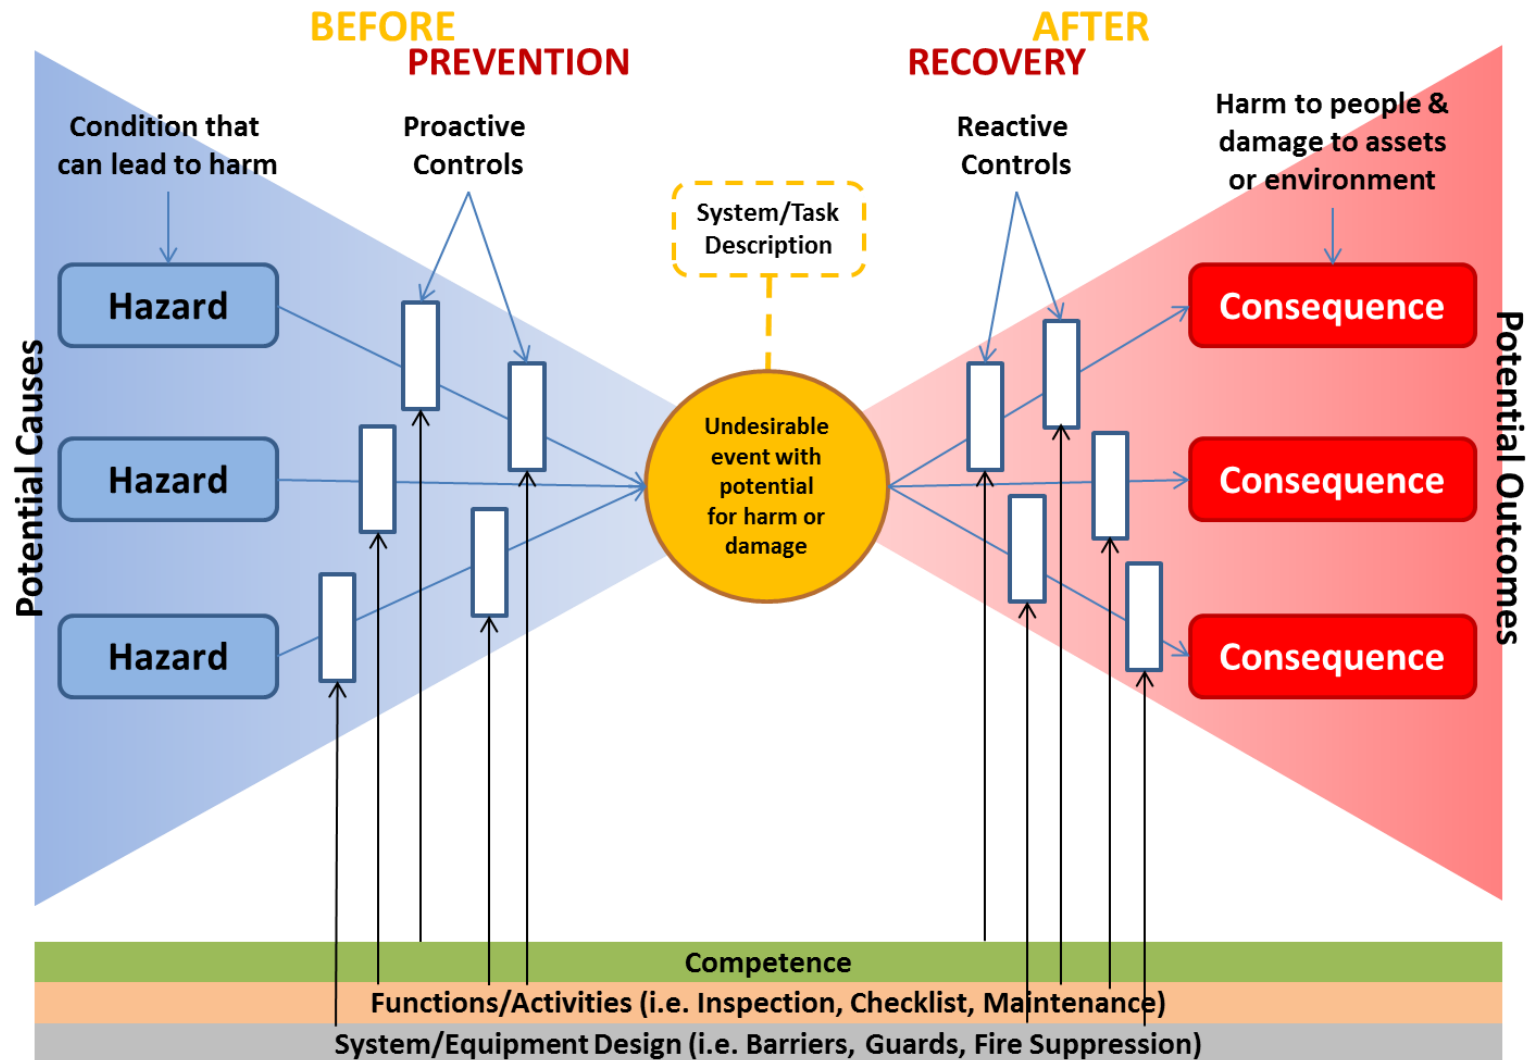 BEFORE
PREVENTION
AFTER
RECOVERY
Condition that
can lead to harm
Proactive
Controls
Reactive
Controls
Harm to people &
damage to assets
or environment
System/Task
Description
Potential Causes
Hazard
Hazard
Hazard
Undesirable
event with
potential
for harm or
damage
Consequence
Consequence
Consequence
Potential Outcomes
Competence
Functions/Activities (i.e. Inspection, Checklist, Maintenance)
System/Equipment Design (i.e. Barriers, Guards, Fire Suppression)